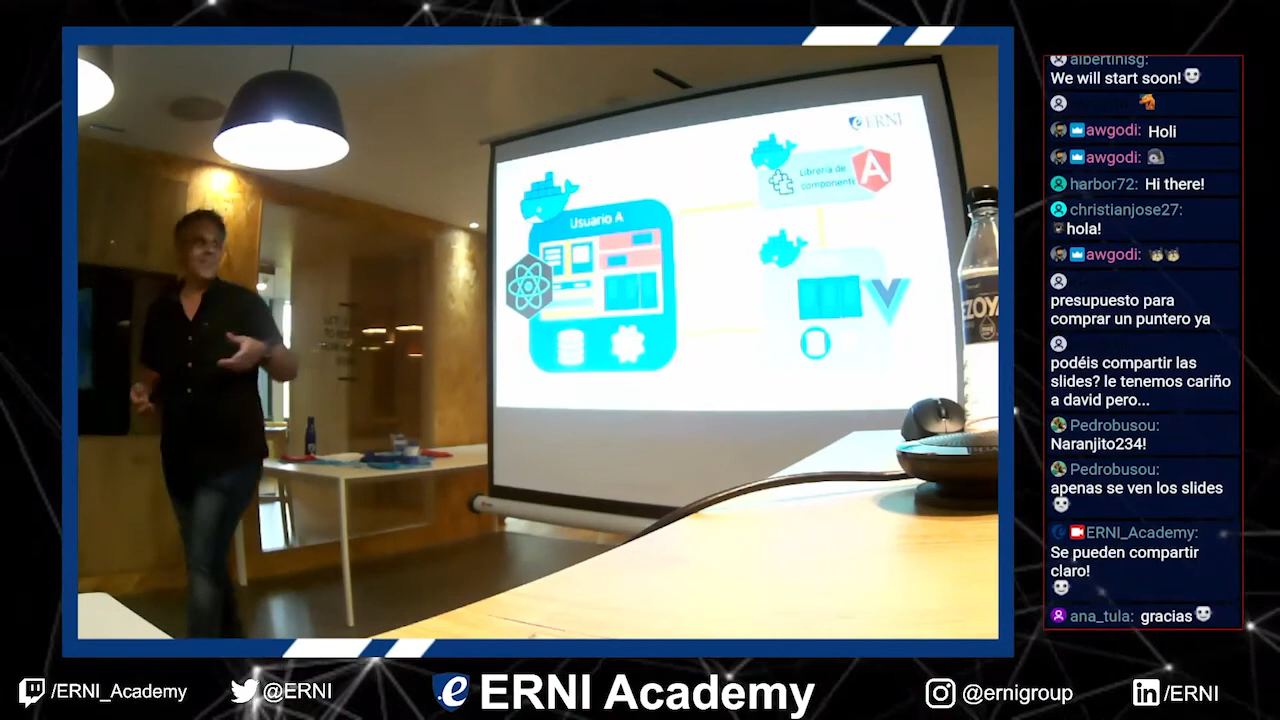 ERNI
Librería de
componentes
Usuario A
albertinisg:
We will start soon!
awgodi: Holi
awgodi:
harbor72: Hi there!
christianjose27:
hola!
awgodi:
presupuesto para
comprar un puntero ya
podéis compartir las
slides? le tenemos cariño
a david pero...
Pedrobusou:
Naranjito234!
Pedrobusou:
apenas se ven los slides
ERNI_Academy:
Se pueden compartir
claro!
ana_tula: gracias
/ERNI_Academy
@ERNI
ERNI Academy
@ernigroup
/ERNI